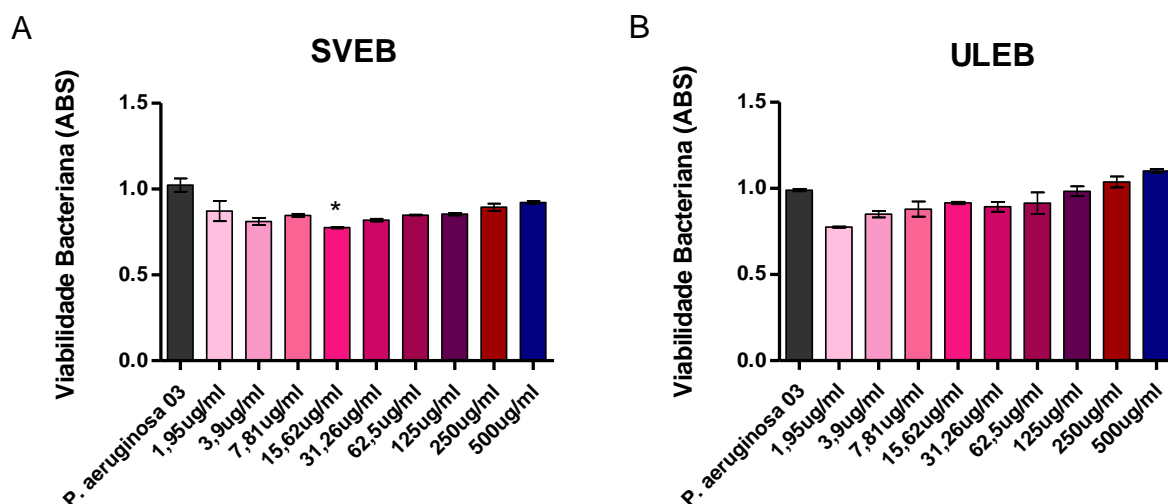 A
SVEB
Viabilidade Bacteriana (ABS)
1.5
1.0
0.5
0.0
*
P. aeruginosa 03
1,95ug/ml
3,9ug/ml
7,81ug/ml
15,62ug/ml
31,26ug/ml
62,5ug/ml
125ug/ml
250ug/ml
500ug/ml
B
ULEB
Viabilidade Bacteriana (ABS)
1.5
1.0
0.5
0.0
P. aeruginosa 03
1,95ug/ml
3,9ug/ml
7,81ug/ml
15,62ug/ml
31,26ug/ml
62,5ug/ml
125ug/ml
250ug/ml
500ug/ml